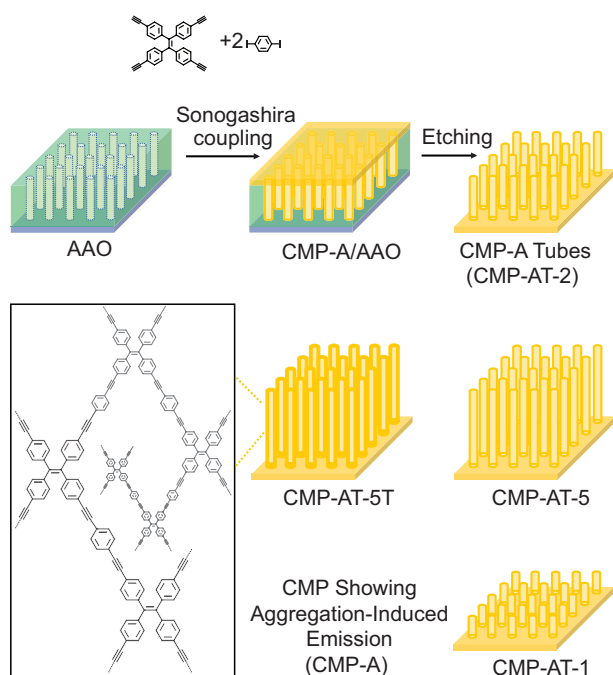 +2
I
I
Sonogashira
coupling
Etching
AAO
CMP-A/AAO
CMP-A Tubes
(CMP-AT-2)
CMP-AT-5T
CMP-AT-5
CMP Showing
Aggregation-Induced
Emission
(CMP-A)
CMP-AT-1